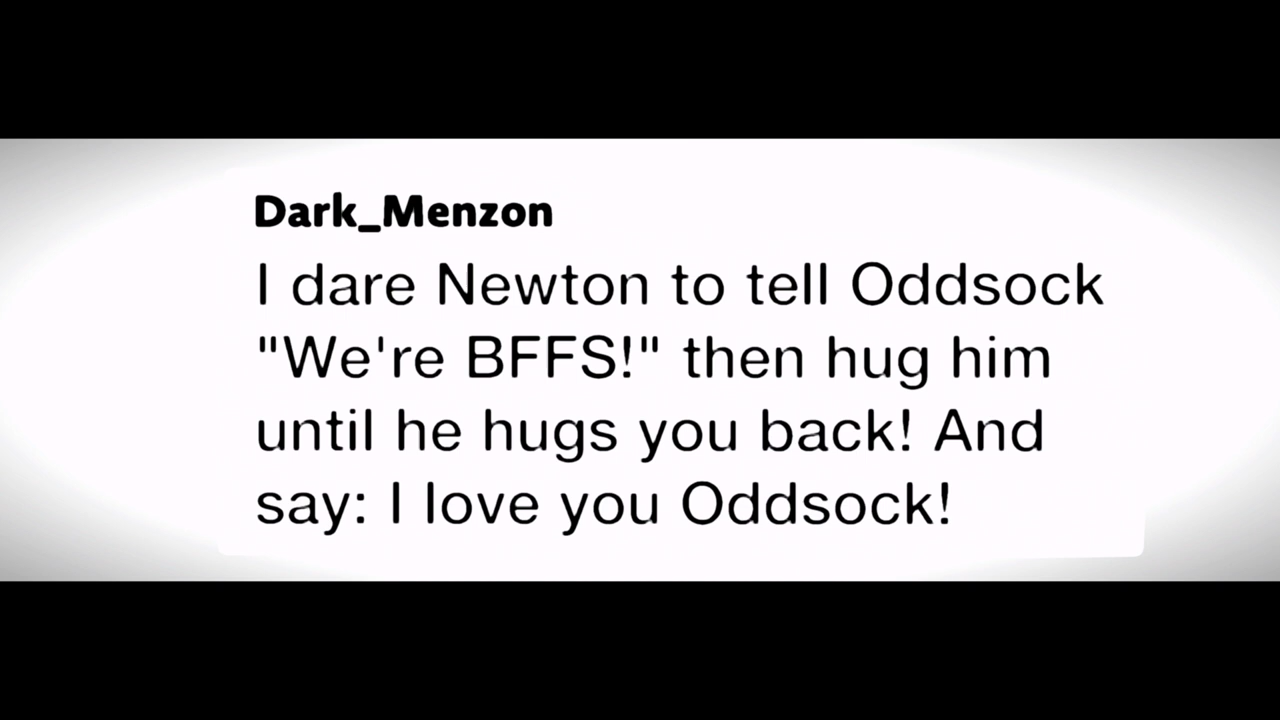 Dark_Menzon
I dare Newton to tell Oddsock
"We're BFFS!" then hug him
until he hugs you back! And
say: I love you Oddsock!